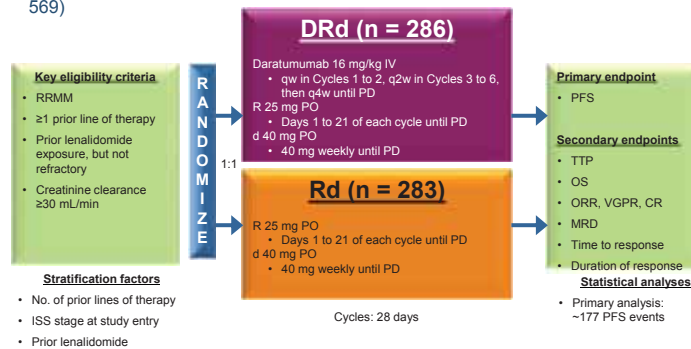 569)
Key eligibility criteria
• RRMM
• ≥1 prior line of therapy
• Prior lenalidomide
exposure, but not
refractory
• Creatinine clearance
≥30 mL/min
Stratification factors
• No. of prior lines of therapy
• ISS stage at study entry
• Prior lenalidomide
R
A
N
D
O
M
I
Z
E
1:1
DRd (n = 286)
Daratumumab 16 mg/kg IV
• qw in Cycles 1 to 2, q2w in Cycles 3 to 6,
then q4w until PD
R 25 mg PO
• Days 1 to 21 of each cycle until PD
d 40 mg PO
• 40 mg weekly until PD
Rd (n = 283)
R 25 mg PO
• Days 1 to 21 of each cycle until PD
d 40 mg PO
• 40 mg weekly until PD
Cycles: 28 days
Primary endpoint
• PFS
Secondary endpoints
• TTP
• OS
• ORR, VGPR, CR
• MRD
• Time to response
• Duration of response
Statistical analyses
• Primary analysis:
~177 PFS events